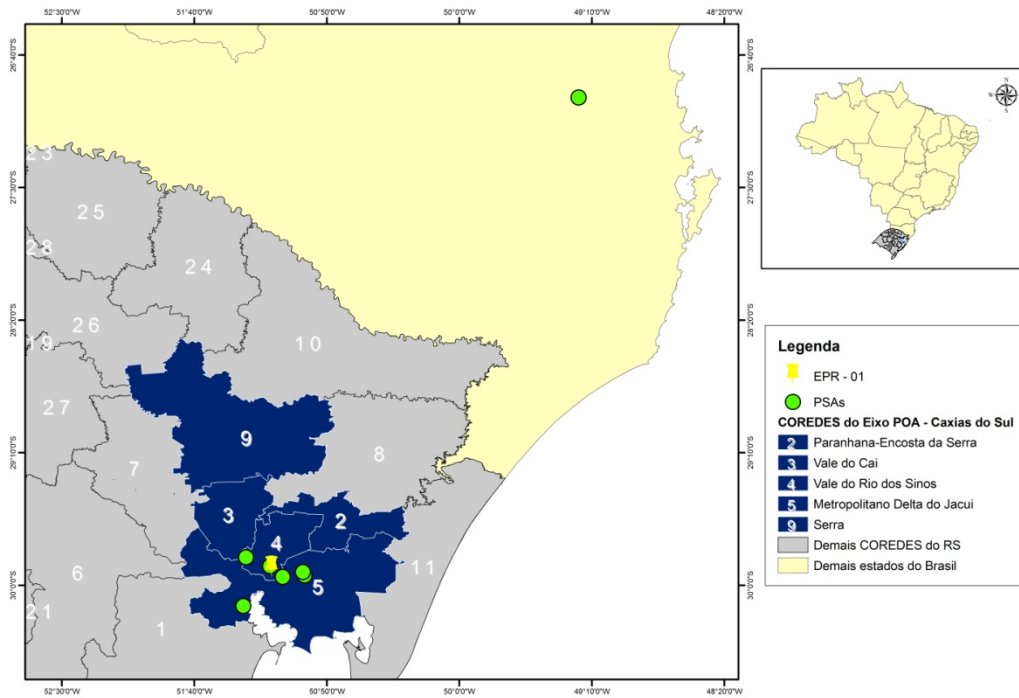 52°30'0"W 51°40'0"W 50°50'0"W 50°0'0"W 49°10'0"W 48°20'0"W
26°40'0"S 26°40'0"S
27°30'0"S 27°30'0"S
28°20'0"S 28°20'0"S
29°10'0"S 29°10'0"S
30°0'0"S 30°0'0"S
23
25
28
24
26
19
10
27
9
8
7
3
2
4
6
11
5
21
1
52°30'0"W 51°40'0"W 50°50'0"W 50°0'0"W 49°10'0"W 48°20'0"W
N
W E
S
Legenda
EPR - 01
PSAs
COREDES do Eixo POA - Caxias do Sul
2 Paranhana-Encosta da Serra
3 Vale do Cai
4 Vale do Rio dos Sinos
5 Metropolitano Delta do Jacui
9 Serra
Demais COREDES do RS
Demais estados do Brasil